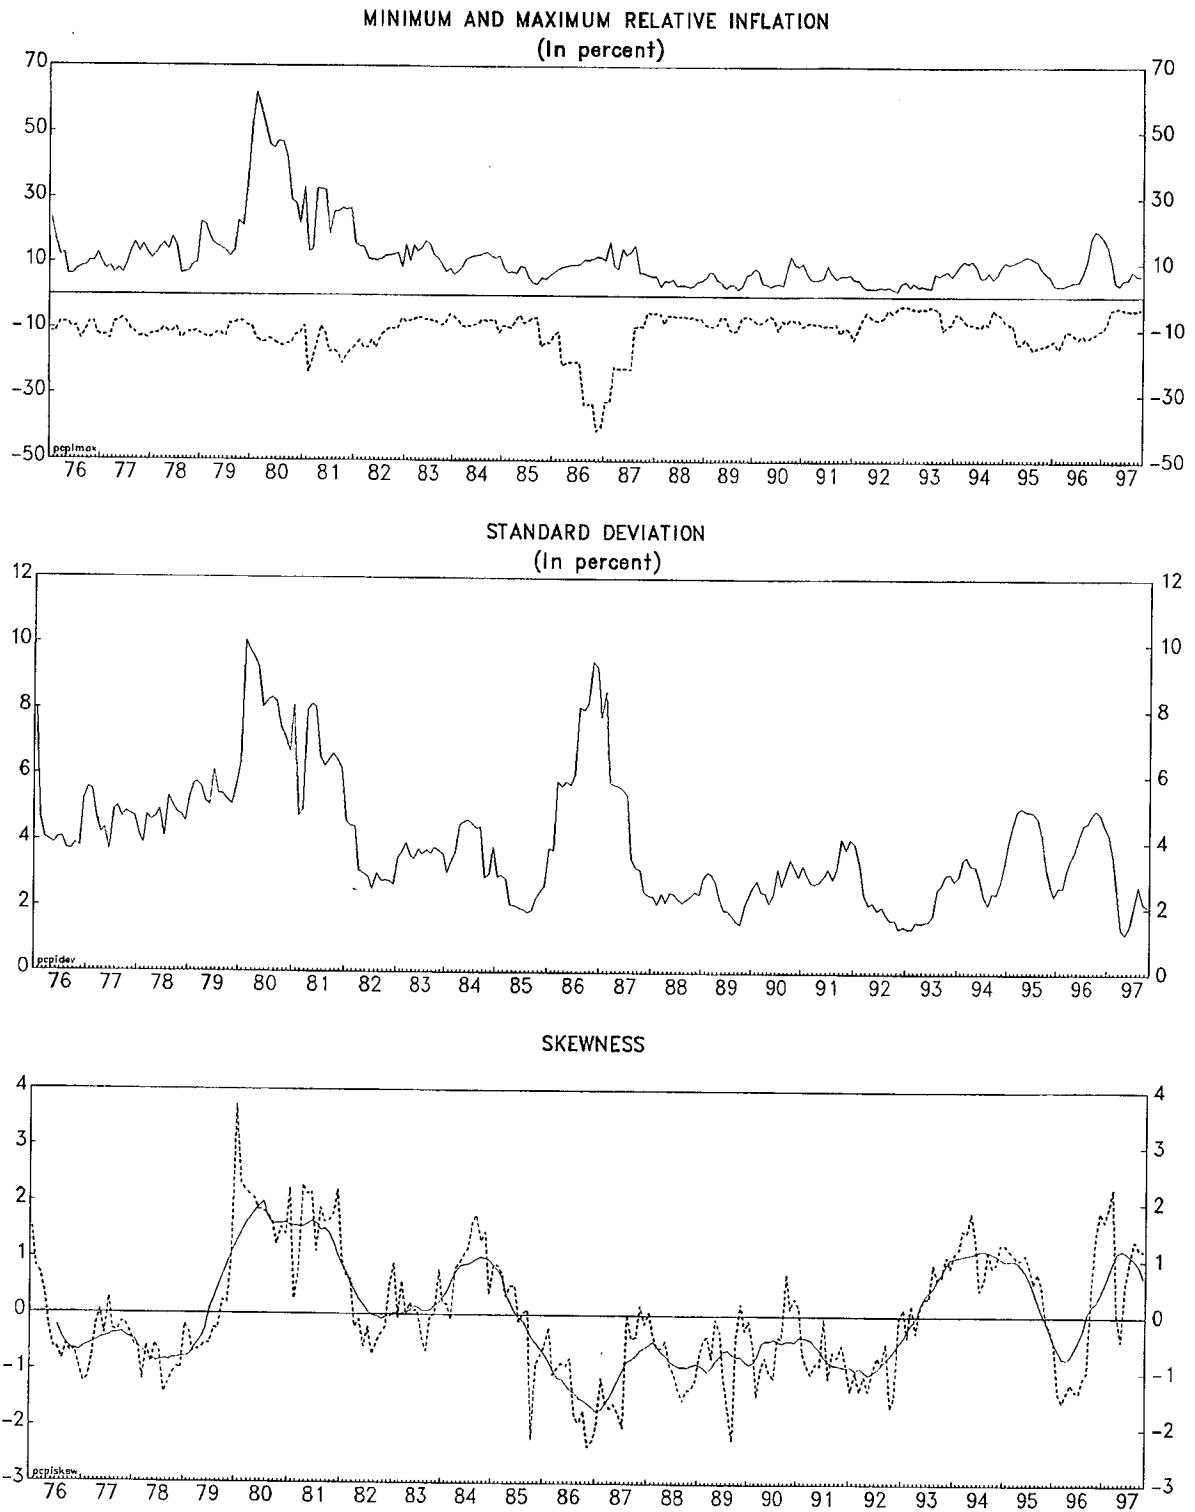 MINIMUM AND MAXIMUM RELATIVE INFLATION
(In percent)
70 70
50 50
30 30
10 10
-10 -10
-30 -30
-50 -50
pcpimax
76 77 78 79 80 81 82 83 84 85 86 87 88 89 90 91 92 93 94 95 96 97
STANDARD DEVIATION
(In percent)
12 12
10 10
8 8
6 6
4 4
2 2
0 0
pcpidev
76 77 78 79 80 81 82 83 84 85 86 87 88 89 90 91 92 93 94 95 96 97
SKEWNESS
4 4
3 3
2 2
1 1
0 0
-1 -1
-2 -2
-3 -3
pcpiskew
76 77 78 79 80 81 82 83 84 85 86 87 88 89 90 91 92 93 94 95 96 97